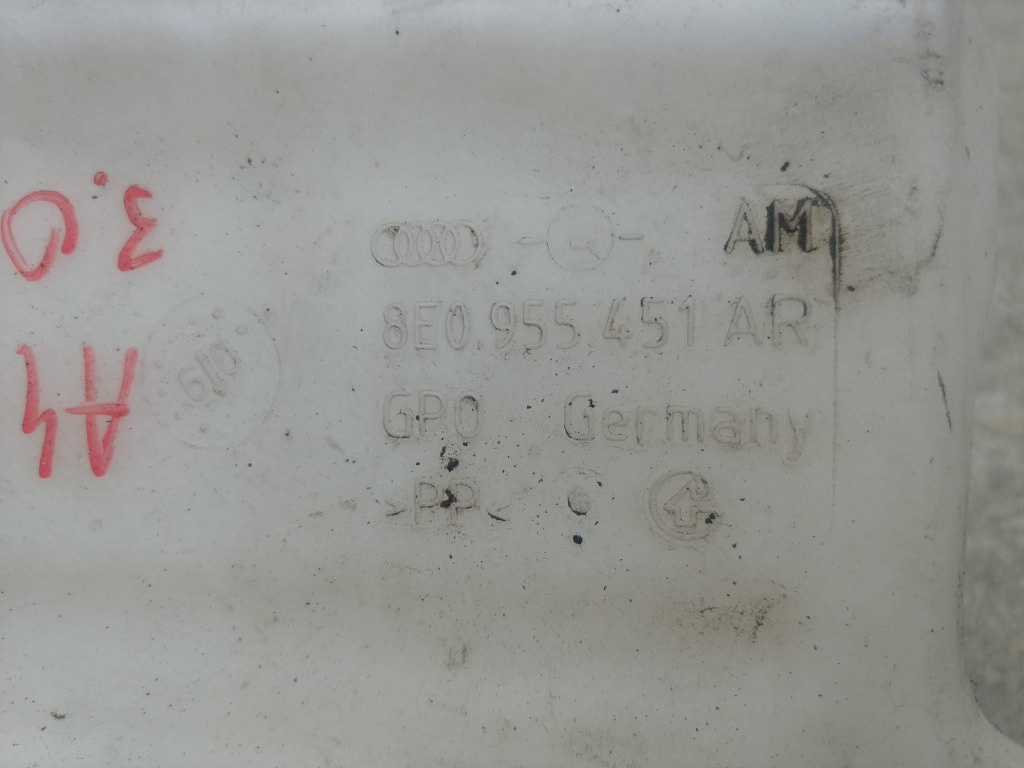 AM
3.0
8E0.955.451 AR
A4
GPO Germany
>PP<